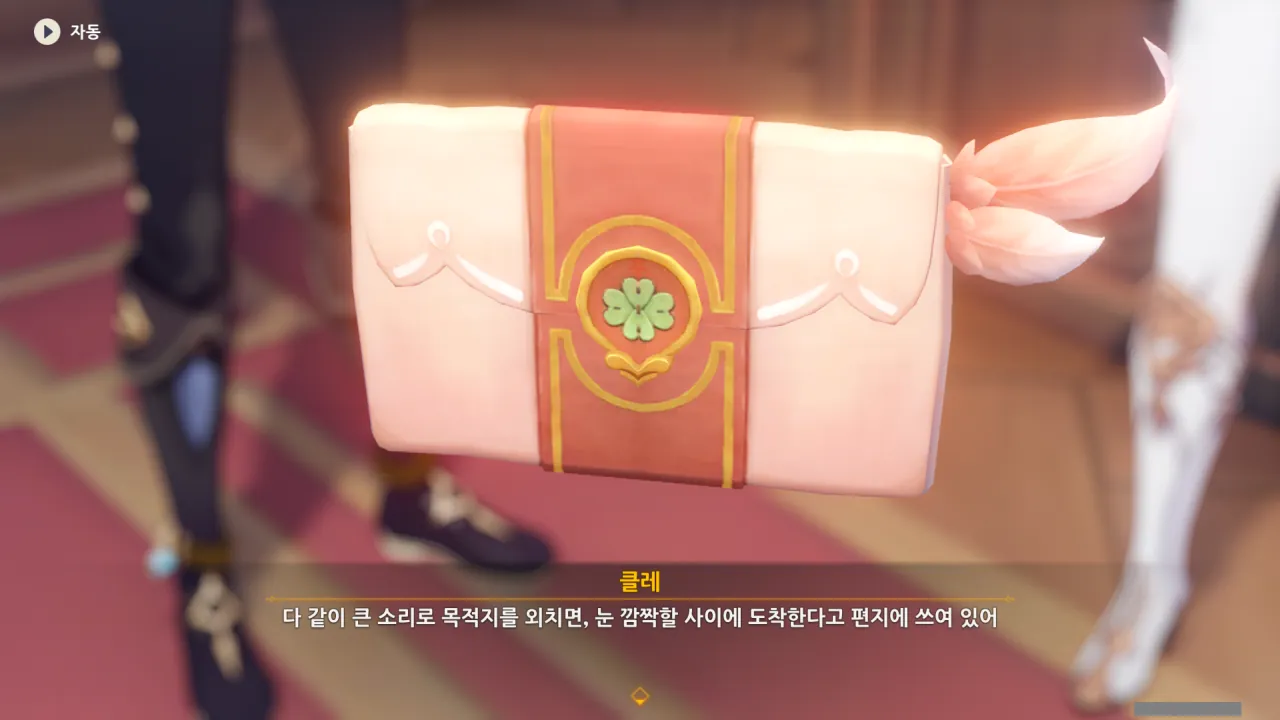 자동
클레
다 같이 큰 소리로 목적지를 외치면, 눈 깜짝할 사이에 도착한다고 편지에 쓰여 있어